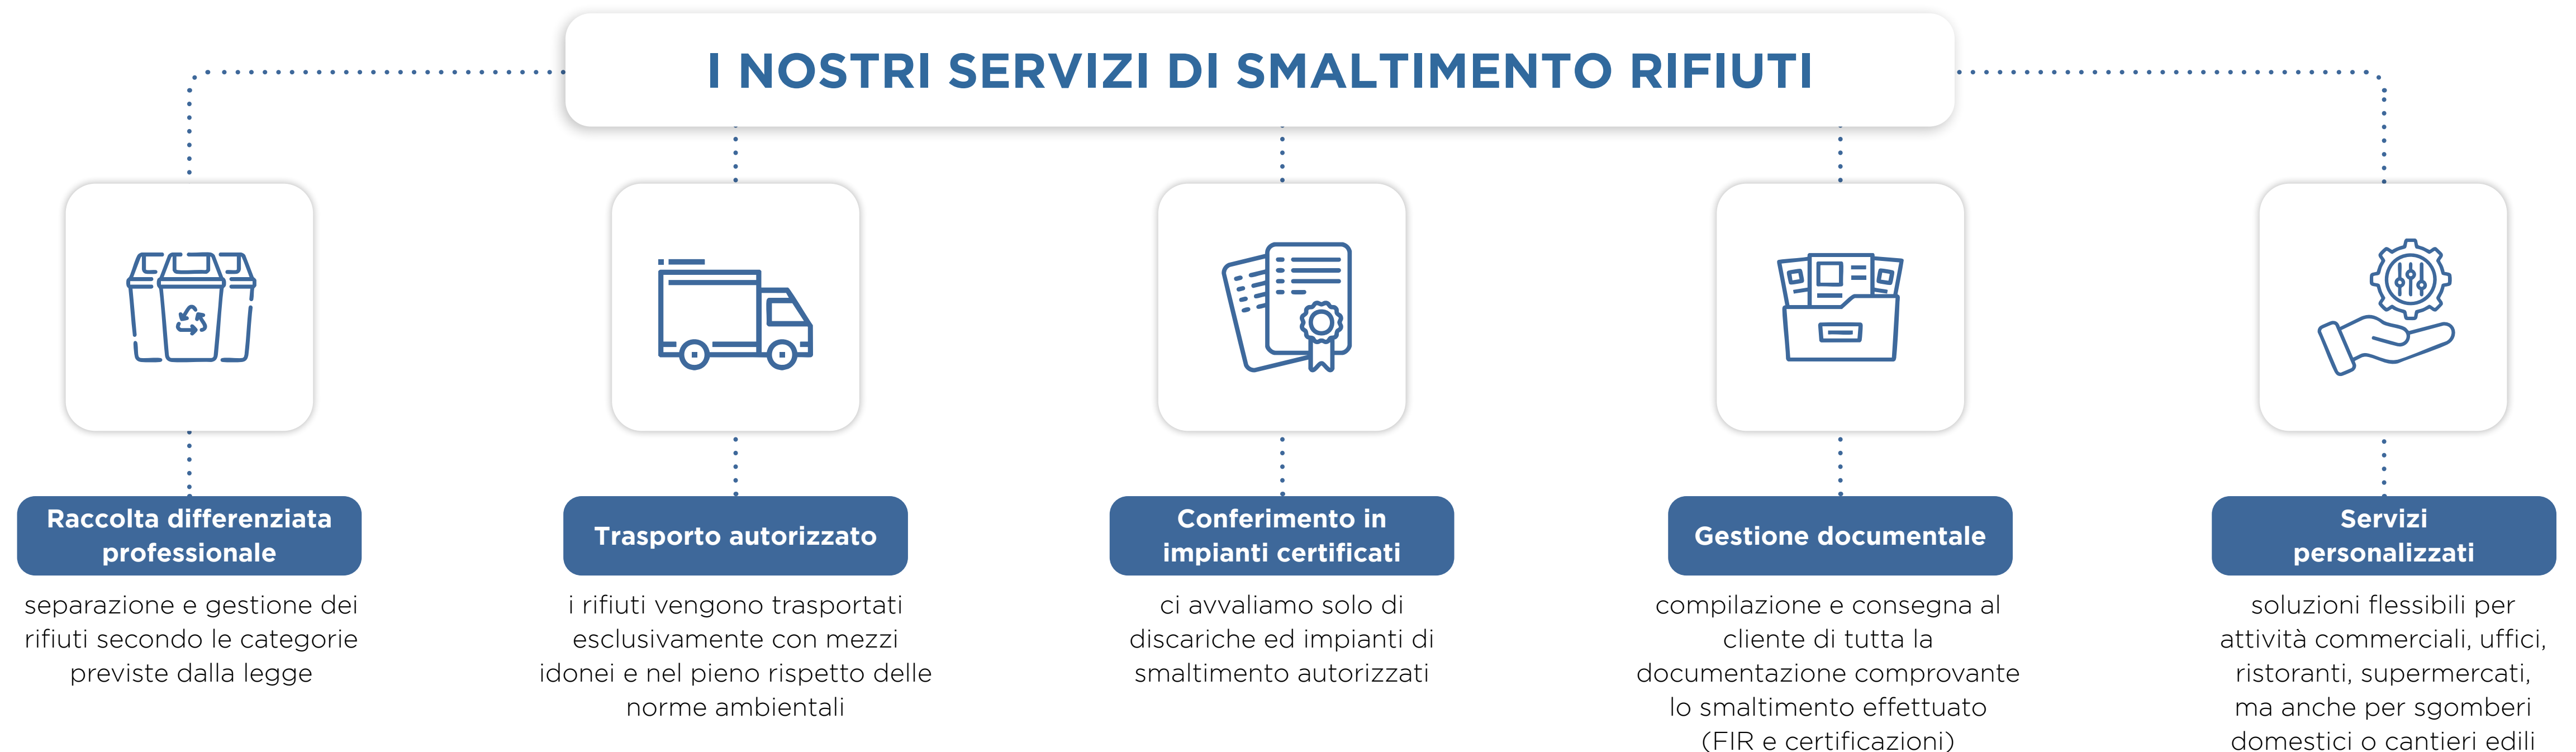 I NOSTRI SERVIZI DI SMALTIMENTO RIFIUTI
Raccolta differenziata
professionale
separazione e gestione dei
rifiuti secondo le categorie
previste dalla legge
Trasporto autorizzato
i rifiuti vengono trasportati
esclusivamente con mezzi
idonei e nel pieno rispetto delle
norme ambientali
Conferimento in
impianti certificati
ci avvaliamo solo di
discariche ed impianti di
smaltimento autorizzati
Gestione documentale
compilazione e consegna al
cliente di tutta la
documentazione comprovante
lo smaltimento effettuato
(FIR e certificazioni)
Servizi
personalizzati
soluzioni flessibili per
attività commerciali, uffici,
ristoranti, supermercati,
ma anche per sgomberi
domestici o cantieri edili